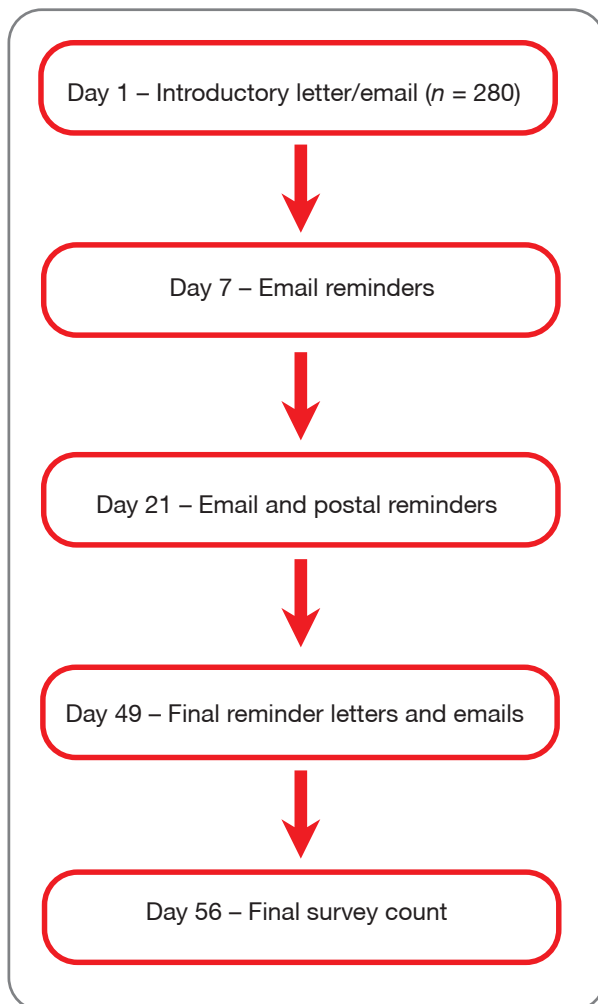 Day 1 – Introductory letter/email (n = 280)
Day 7 – Email reminders
Day 21 – Email and postal reminders
Day 49 – Final reminder letters and emails
Day 56 – Final survey count